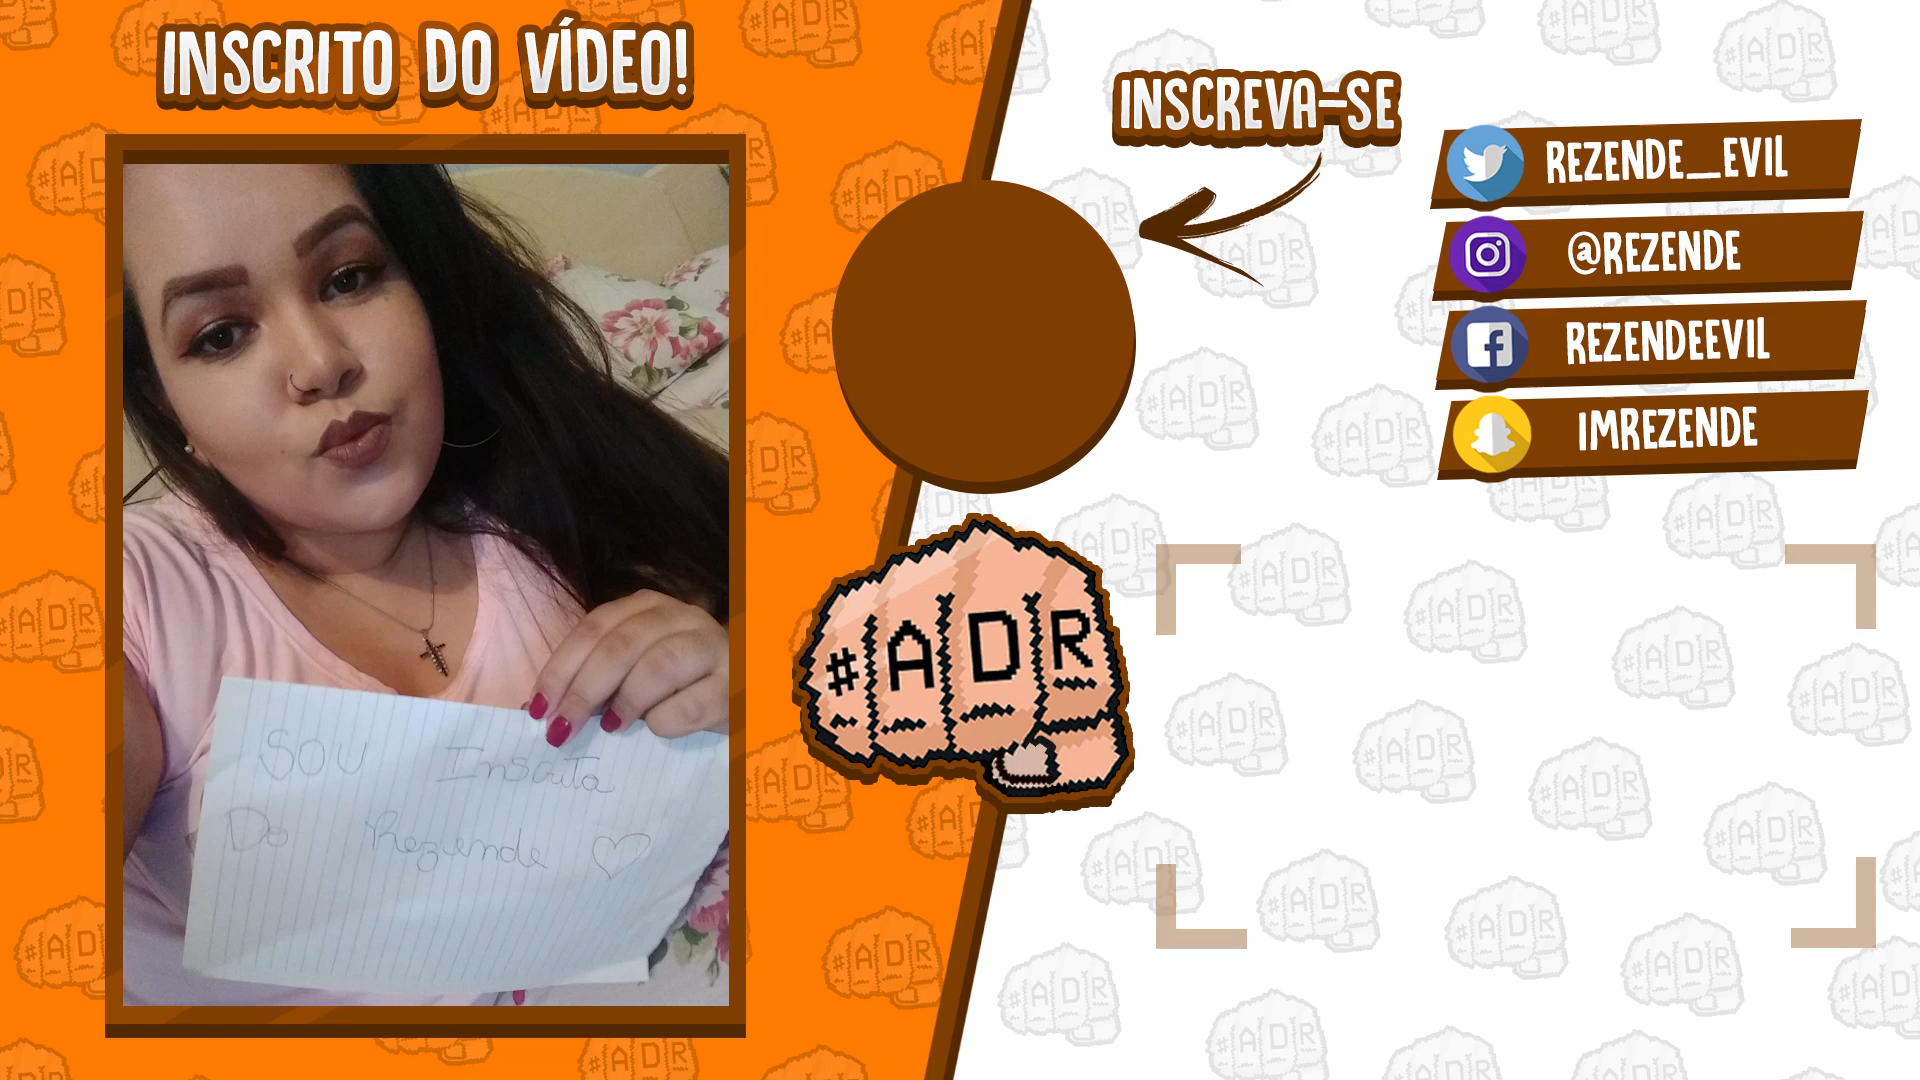 INSCRITO DO VÍDEO!
INSCREVA-SE
REZENDE_EVIL
@REZENDE
REZENDEEVIL
IMREZENDE
#ADR
SOU Inscrita
Do Rezende